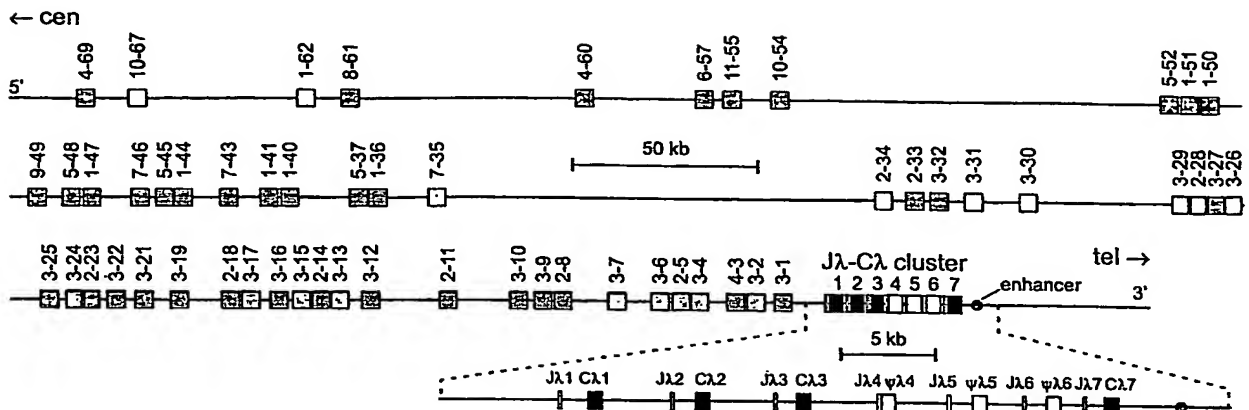 ← cen
4-69 10-67 1-62 8-61 4-60 6-57 11-55 10-54 5-52 1-51 1-50
5'
9-49 5-48 1-47 7-46 5-45 1-44 7-43 1-41 1-40 5-37 1-36 7-35 50 kb 2-34 2-33 3-32 3-31 3-30 3-29 2-28 3-27 3-26
3-25 3-24 2-23 3-22 3-21 3-19 2-18 3-17 3-16 3-15 2-14 3-13 3-12 2-11 3-10 3-9 2-8 3-7 3-6 2-5 3-4 4-3 3-2 3-1 Jλ-Cλ cluster tel →
1 2 3 4 5 6 7 enhancer 3'
5 kb
Jλ1 Cλ1 Jλ2 Cλ2 Jλ3 Cλ3 Jλ4 ψλ4 Jλ5 ψλ5 Jλ6 ψλ6 Jλ7 Cλ7